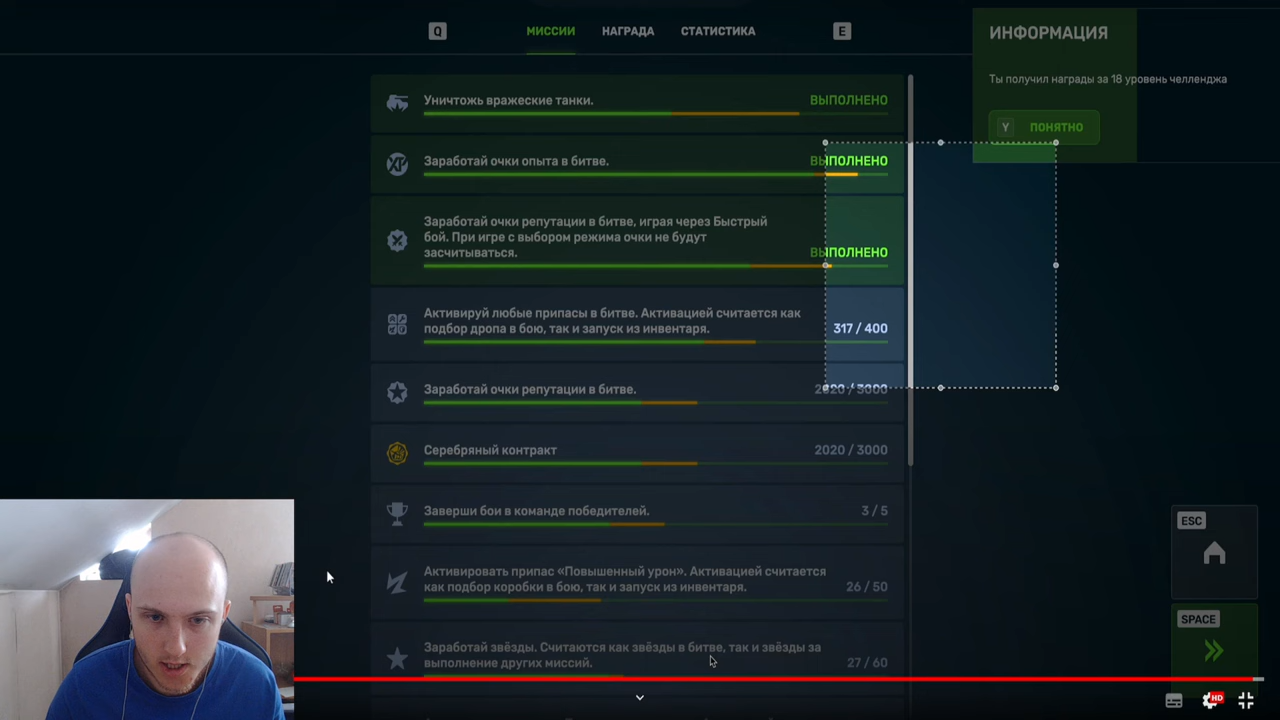 Q
МИССИИ
НАГРАДА
СТАТИСТИКА
E
ИНФОРМАЦИЯ
Ты получил награды за 18 уровень челленджа
Y
ПОНЯТНО
Уничтожь вражеские танки.
ВЫПОЛНЕНО
XP
Заработай очки опыта в битве.
ВЫПОЛНЕНО
Заработай очки репутации в битве, играя через Быстрый
бой. При игре с выбором режима очки не будут
засчитываться.
ВЫПОЛНЕНО
Активируй любые припасы в битве. Активацией считается как
подбор дропа в бою, так и запуск из инвентаря.
317 / 400
Заработай очки репутации в битве.
2020 / 3000
Серебряный контракт
2020 / 3000
Заверши бои в команде победителей.
3 / 5
Активировать припас «Повышенный урон». Активацией считается
как подбор коробки в бою, так и запуск из инвентаря.
26 / 50
Заработай звёзды. Считаются как звёзды в битве, так и звёзды за
выполнение других миссий.
27 / 60
ESC
SPACE
HD